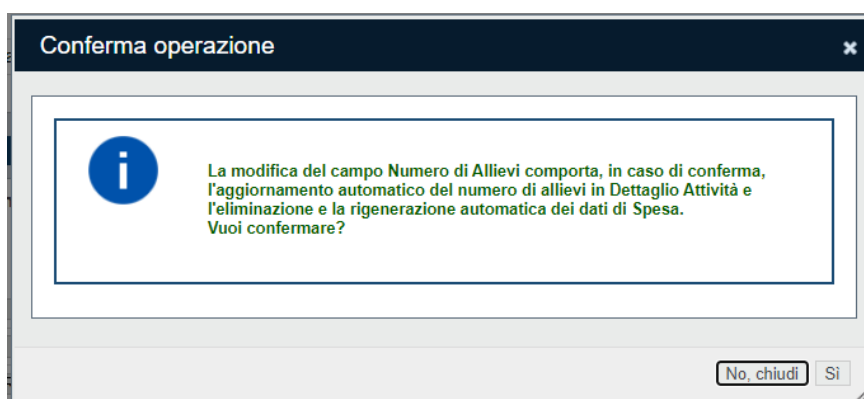 Conferma operazione
La modifica del campo Numero di Allievi comporta, in caso di conferma,
l'aggiornamento automatico del numero di allievi in Dettaglio Attività e
l'eliminazione e la rigenerazione automatica dei dati di Spesa.
Vuoi confermare?
No, chiudi Sì